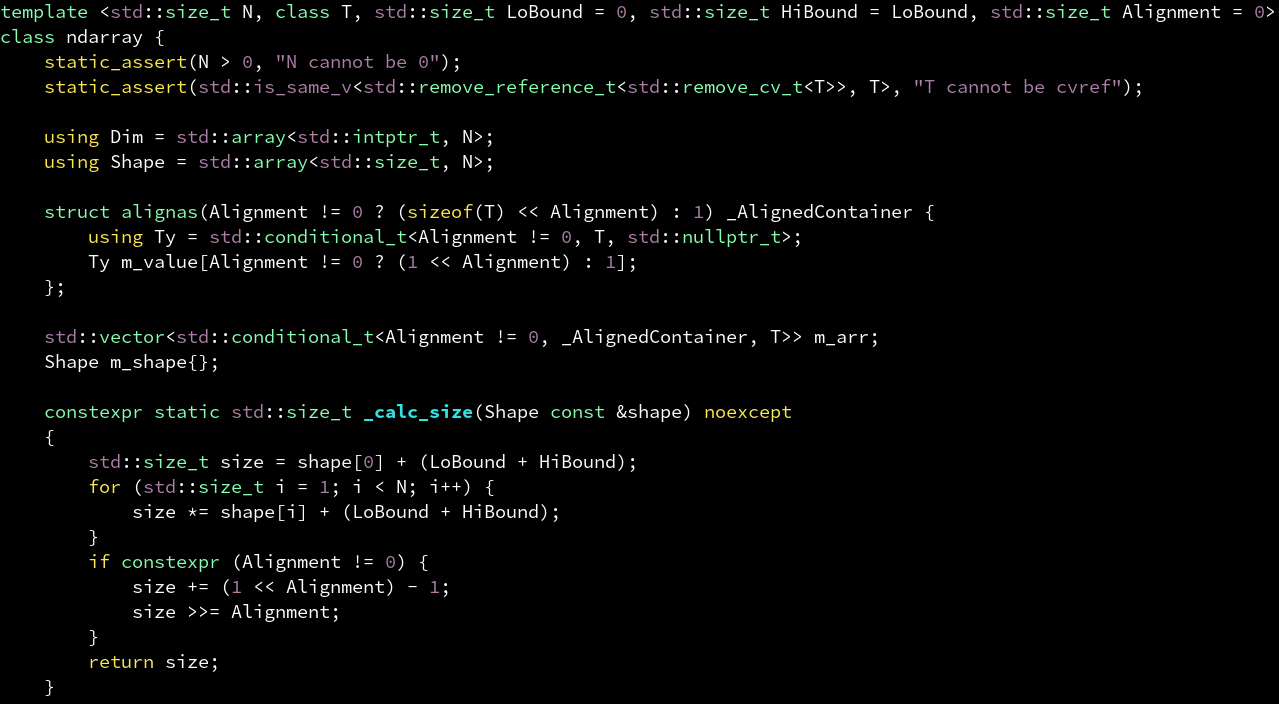 template <std::size_t N, class T, std::size_t LoBound = 0, std::size_t HiBound = LoBound, std::size_t Alignment = 0>
class ndarray {
    static_assert(N > 0, "N cannot be 0");
    static_assert(std::is_same_v<std::remove_reference_t<std::remove_cv_t<T>>, T>, "T cannot be cvref");

    using Dim = std::array<std::intptr_t, N>;
    using Shape = std::array<std::size_t, N>;

    struct alignas(Alignment != 0 ? (sizeof(T) << Alignment) : 1) _AlignedContainer {
        using Ty = std::conditional_t<Alignment != 0, T, std::nullptr_t>;
        Ty m_value[Alignment != 0 ? (1 << Alignment) : 1];
    };

    std::vector<std::conditional_t<Alignment != 0, _AlignedContainer, T>> m_arr;
    Shape m_shape{};

    constexpr static std::size_t _calc_size(Shape const &shape) noexcept
    {
        std::size_t size = shape[0] + (LoBound + HiBound);
        for (std::size_t i = 1; i < N; i++) {
            size *= shape[i] + (LoBound + HiBound);
        }
        if constexpr (Alignment != 0) {
            size += (1 << Alignment) - 1;
            size >>= Alignment;
        }
        return size;
    }